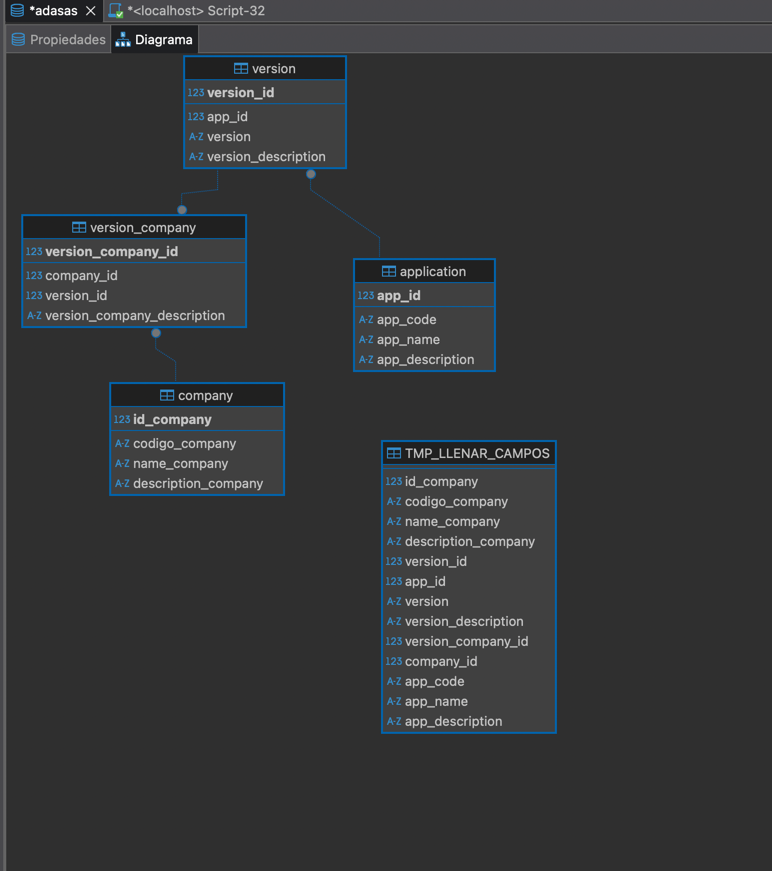 *adasas
*<localhost> Script-32
Propiedades
Diagrama
version
123 version_id
123 app_id
A-Z version
A-Z version_description
version_company
123 version_company_id
123 company_id
123 version_id
A-Z version_company_description
application
123 app_id
A-Z app_code
A-Z app_name
A-Z app_description
company
123 id_company
A-Z codigo_company
A-Z name_company
A-Z description_company
TMP_LLENAR_CAMPOS
123 id_company
A-Z codigo_company
A-Z name_company
A-Z description_company
123 version_id
123 app_id
A-Z version
A-Z version_description
123 version_company_id
123 company_id
A-Z app_code
A-Z app_name
A-Z app_description